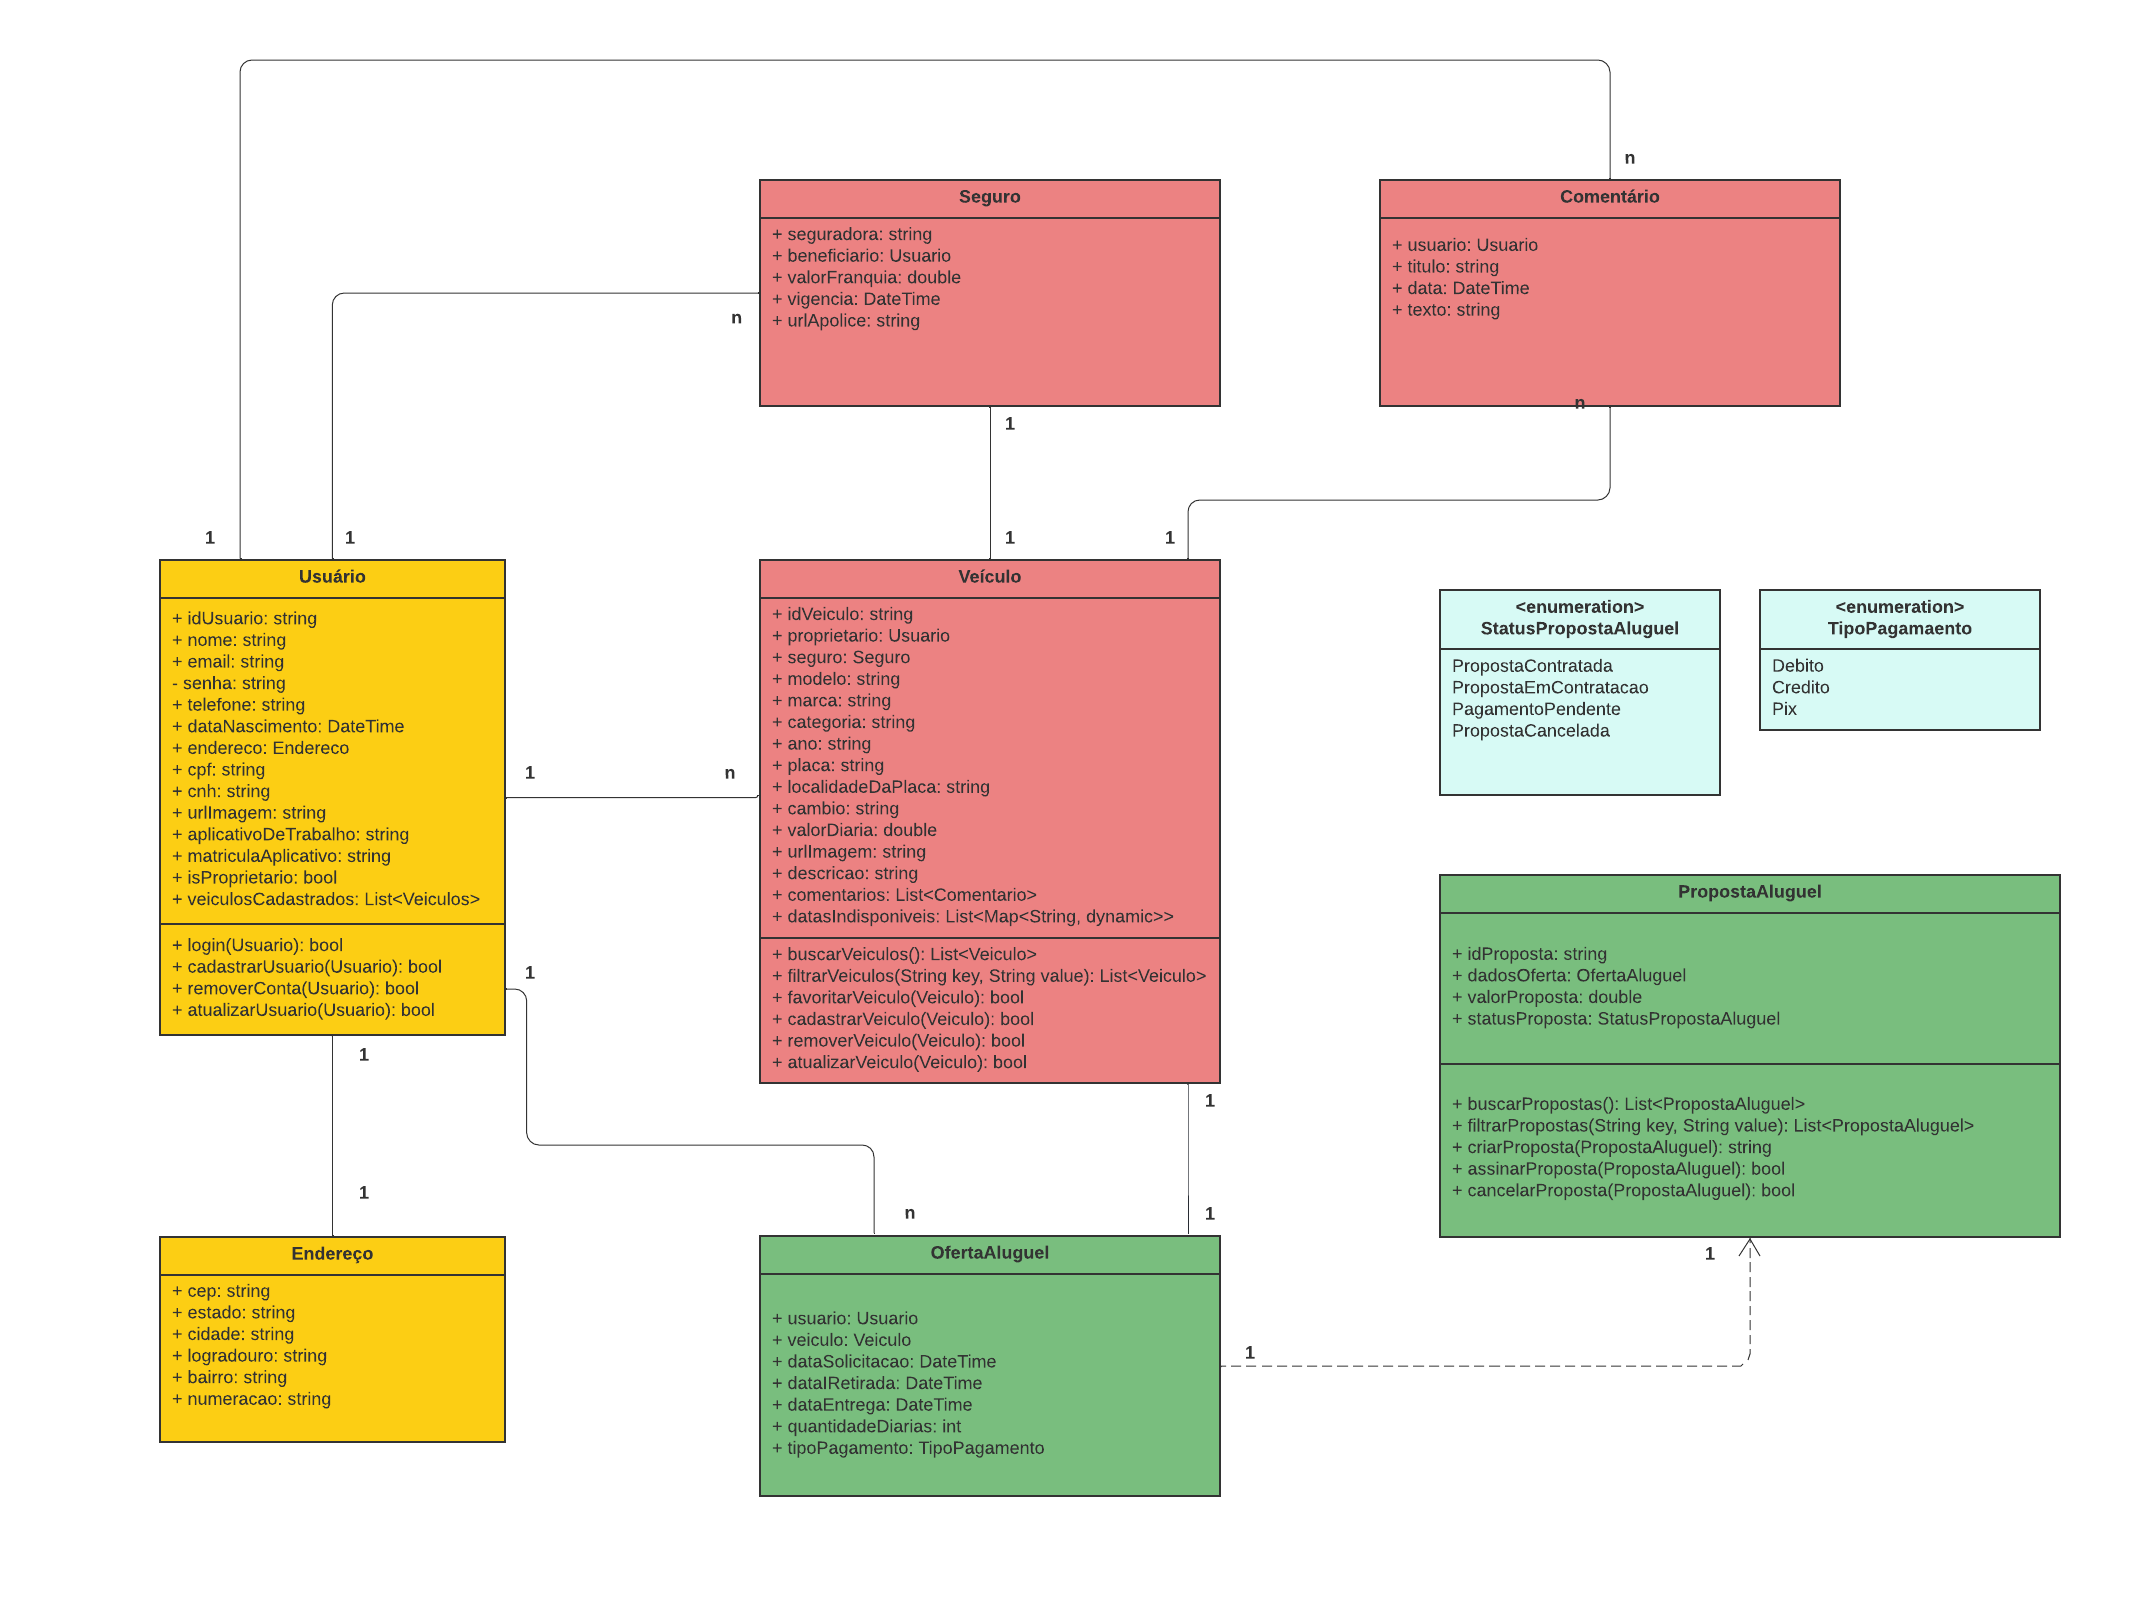 n
Seguro
+ seguradora: string
+ beneficiario: Usuario
+ valorFranquia: double
+ vigencia: DateTime
+ urlApolice: string
n
1
Comentário
+ usuario: Usuario
+ titulo: string
+ data: DateTime
+ texto: string
n
1
1
1
1
Usuário
+ idUsuario: string
+ nome: string
+ email: string
- senha: string
+ telefone: string
+ dataNascimento: DateTime
+ endereco: Endereco
+ cpf: string
+ cnh: string
+ urlImagem: string
+ aplicativoDeTrabalho: string
+ matriculaAplicativo: string
+ isProprietario: bool
+ veiculosCadastrados: List<Veiculos>
+ login(Usuario): bool
+ cadastrarUsuario(Usuario): bool
+ removerConta(Usuario): bool
+ atualizarUsuario(Usuario): bool
1
n
1
Veículo
+ idVeiculo: string
+ proprietario: Usuario
+ seguro: Seguro
+ modelo: string
+ marca: string
+ categoria: string
+ ano: string
+ placa: string
+ localidadeDaPlaca: string
+ cambio: string
+ valorDiaria: double
+ urlImagem: string
+ descricao: string
+ comentarios: List<Comentario>
+ datasIndisponiveis: List<Map<String, dynamic>>
+ buscarVeiculos(): List<Veiculo>
+ filtrarVeiculos(String key, String value): List<Veiculo>
+ favoritarVeiculo(Veiculo): bool
+ cadastrarVeiculo(Veiculo): bool
+ removerVeiculo(Veiculo): bool
+ atualizarVeiculo(Veiculo): bool
<enumeration>
StatusPropostaAluguel
PropostaContratada
PropostaEmContratacao
PagamentoPendente
PropostaCancelada
<enumeration>
TipoPagamaento
Debito
Credito
Pix
PropostaAluguel
+ idProposta: string
+ dadosOferta: OfertaAluguel
+ valorProposta: double
+ statusProposta: StatusPropostaAluguel
+ buscarPropostas(): List<PropostaAluguel>
+ filtrarPropostas(String key, String value): List<PropostaAluguel>
+ criarProposta(PropostaAluguel): string
+ assinarProposta(PropostaAluguel): bool
+ cancelarProposta(PropostaAluguel): bool
1
1
1
n
1
Endereço
+ cep: string
+ estado: string
+ cidade: string
+ logradouro: string
+ bairro: string
+ numeracao: string
OfertaAluguel
+ usuario: Usuario
+ veiculo: Veiculo
+ dataSolicitacao: DateTime
+ dataIRetirada: DateTime
+ dataEntrega: DateTime
+ quantidadeDiarias: int
+ tipoPagamento: TipoPagamento
1
1